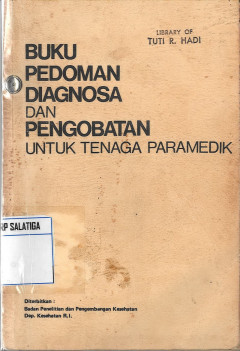 LIBRARY OF
TUTI R. HADI
BUKU
PEDOMAN
DIAGNOSA
DAN
PENGOBATAN
UNTUK TENAGA PARAMEDIK
RP SALATIGA
Diterbitkan :
Badan Penelitian dan Pengembangan Kesehatan
Dep. Kesehatan R.I.